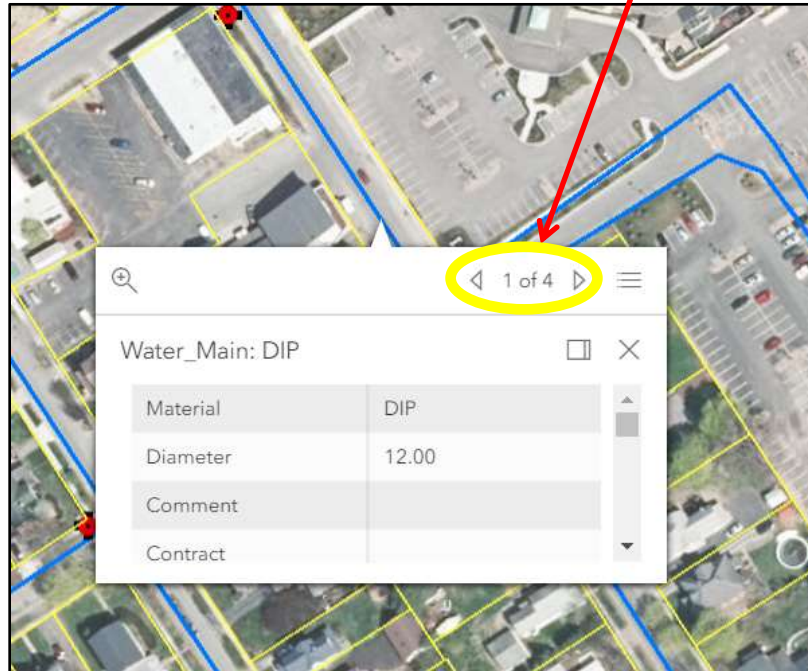 1 of 4
Water_Main: DIP
Material DIP
Diameter 12.00
Comment
Contract